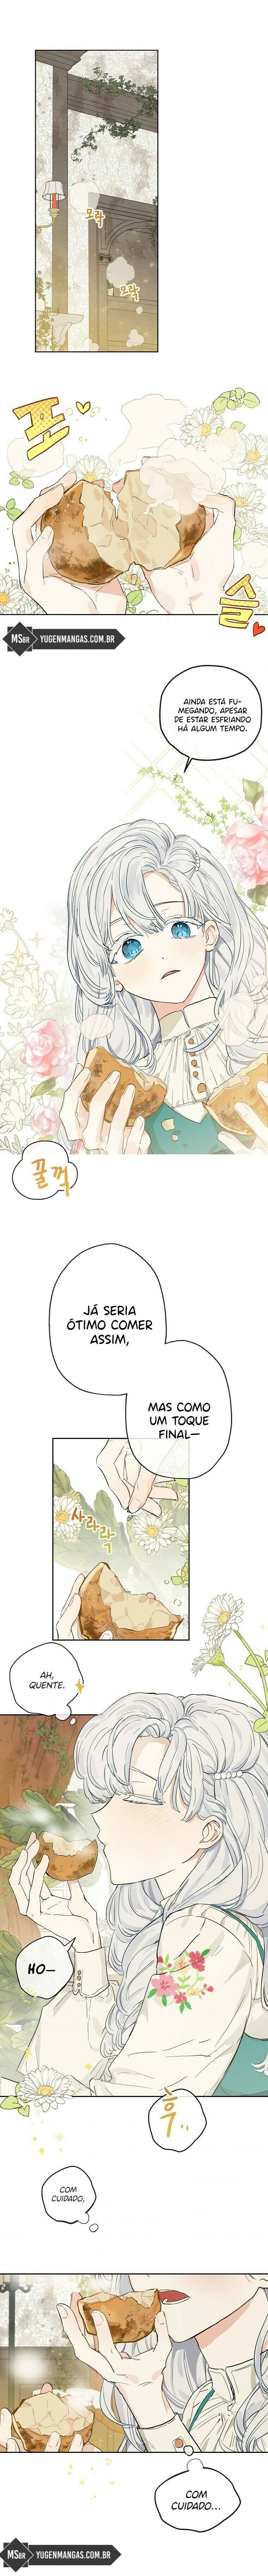 모락
모락
포
슬
MSBR
YUGENMANGAS.COM.BR
AINDA ESTÁ FU-
MEGANDO, APESAR
DE ESTAR ESFRIANDO
HÁ ALGUM TEMPO.
꿀꺽
JÁ SERIA
ÓTIMO COMER
ASSIM,
MAS COMO
UM TOQUE
FINAL—
사라락
AH,
QUENTE.
HO—
후..
COM
CUIDADO,
COM
CUIDADO...
MSBR
YUGENMANGAS.COM.BR